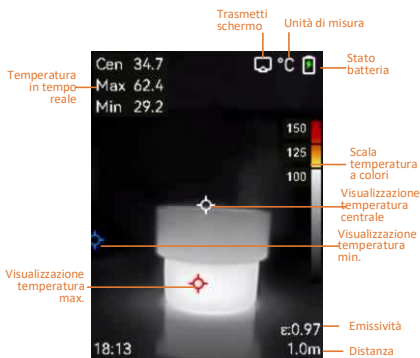 Trasmetti
schermo
Unità di misura
Cen 34.7
Max 62.4
Min 29.2
°C
Stato
batteria
Temperatura
in tempo
reale
150
125
100
Scala
temperatura
a colori
Visualizzazione
temperatura
centrale
Visualizzazione
temperatura
min.
Visualizzazione
temperatura
max.
ε:0.97
Emissività
18:13
1.0m
Distanza